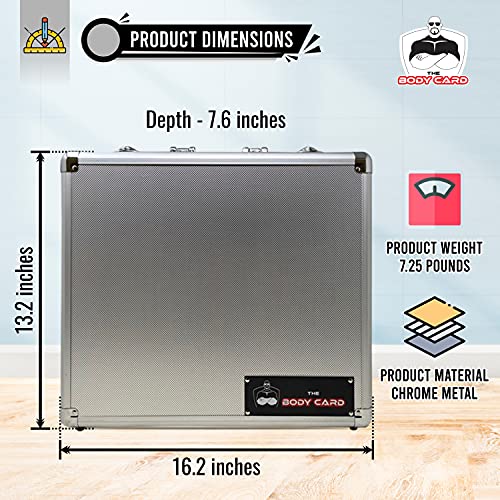 PRODUCT DIMENSIONS
THE
BODY CARD
Depth - 7.6 inches
13.2 inches
PRODUCT WEIGHT
7.25 POUNDS
PRODUCT MATERIAL
CHROME METAL
THE
BODY CARD
16.2 inches